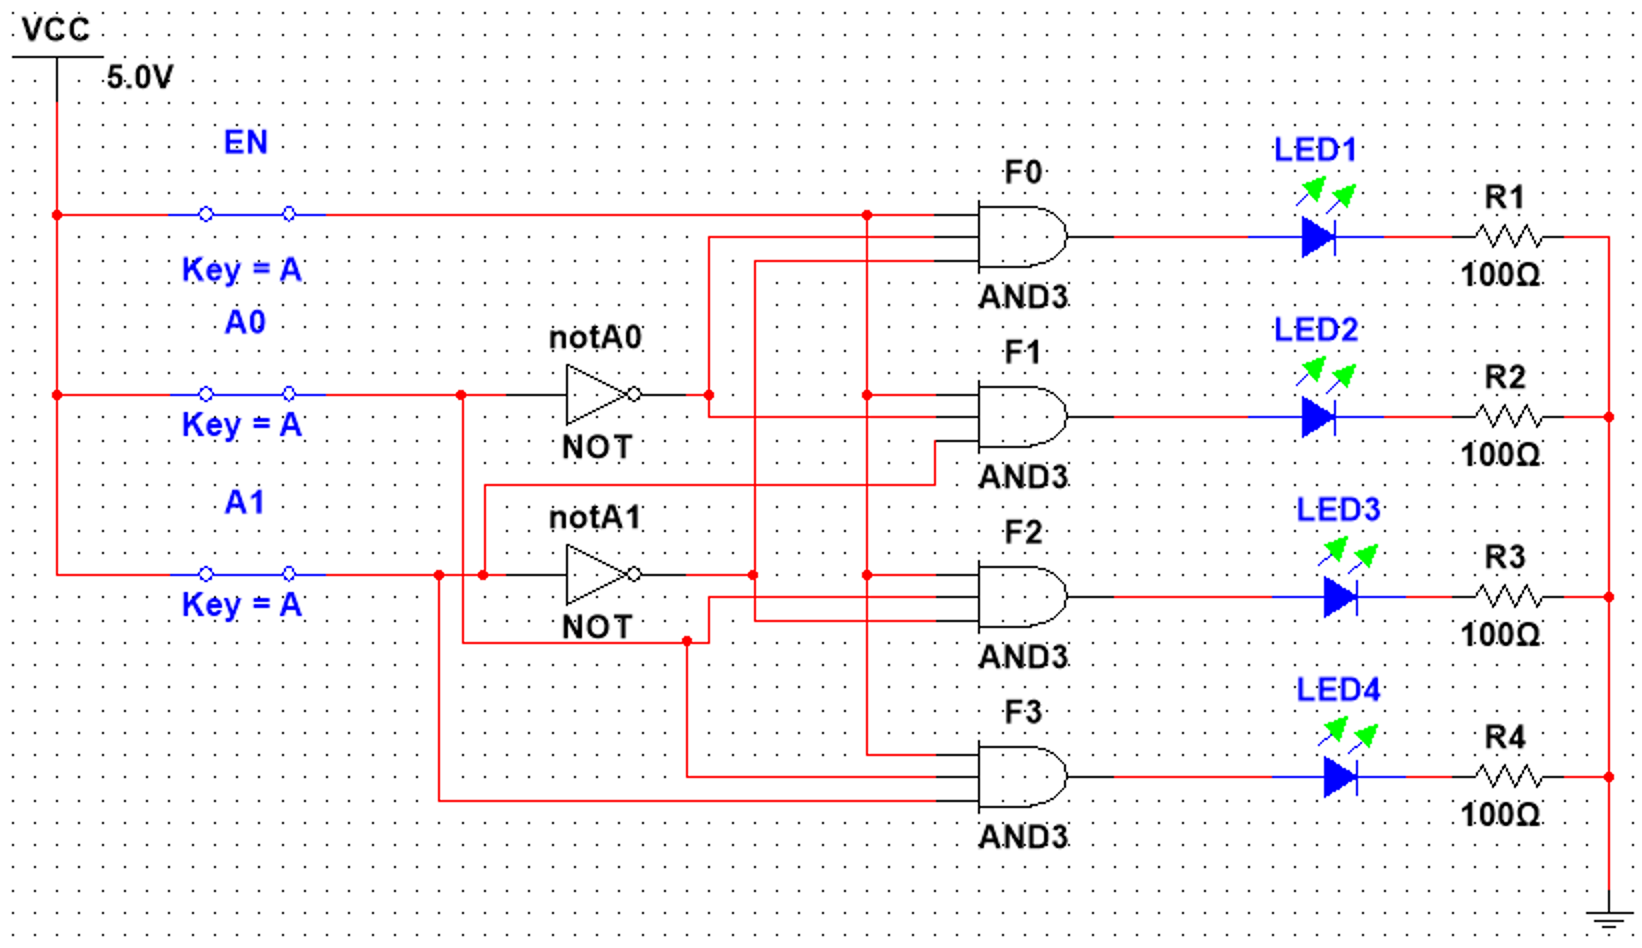 VCC
5.0V
EN
Key = A
A0
Key = A
A1
Key = A
notA0
NOT
notA1
NOT
F0
AND3
F1
AND3
F2
AND3
F3
AND3
LED1
R1
100Ω
LED2
R2
100Ω
LED3
R3
100Ω
LED4
R4
100Ω